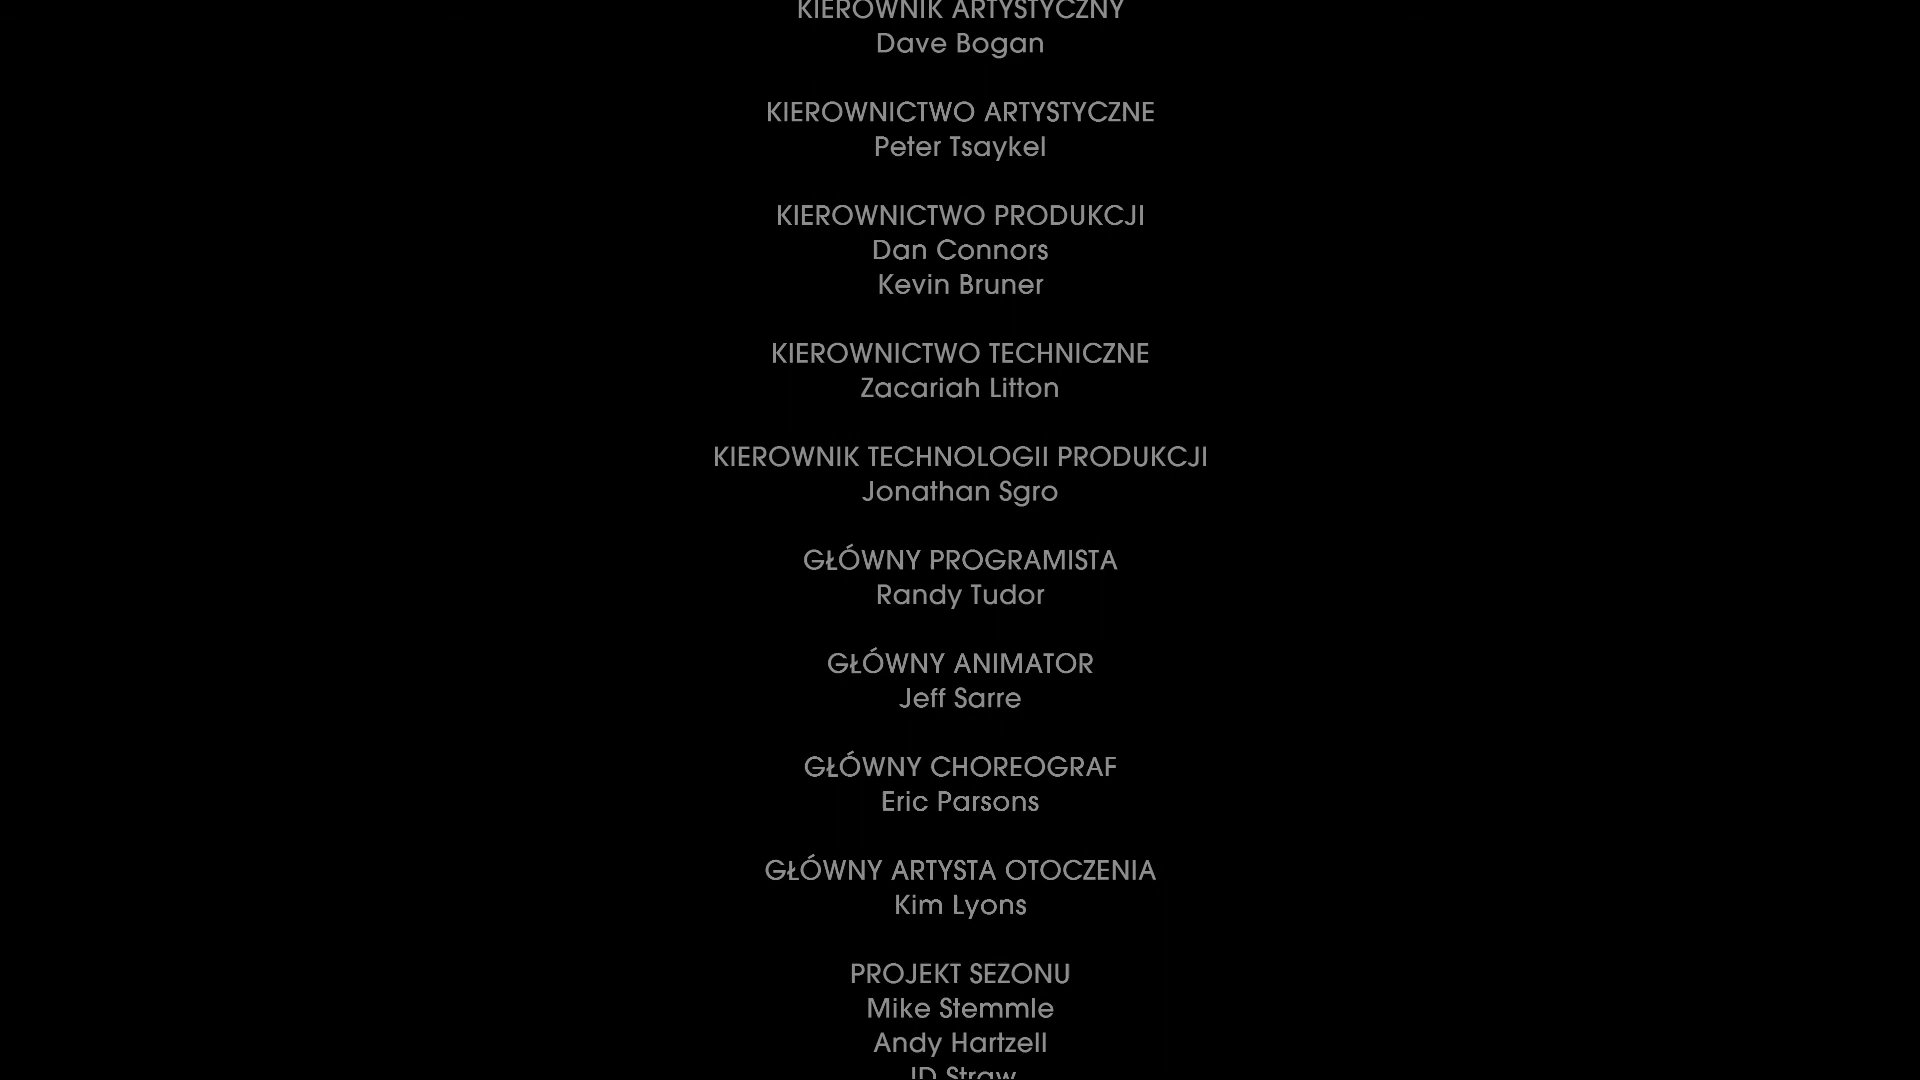 KIEROWNIK ARTYSTYCZNY
Dave Bogan
KIEROWNICTWO ARTYSTYCZNE
Peter Tsaykel
KIEROWNICTWO PRODUKCJI
Dan Connors
Kevin Bruner
KIEROWNICTWO TECHNICZNE
Zacariah Litton
KIEROWNIK TECHNOLOGII PRODUKCJI
Jonathan Sgro
GŁÓWNY PROGRAMISTA
Randy Tudor
GŁÓWNY ANIMATOR
Jeff Sarre
GŁÓWNY CHOREOGRAF
Eric Parsons
GŁÓWNY ARTYSTA OTOCZENIA
Kim Lyons
PROJEKT SEZONU
Mike Stemmle
Andy Hartzell
JD Straw